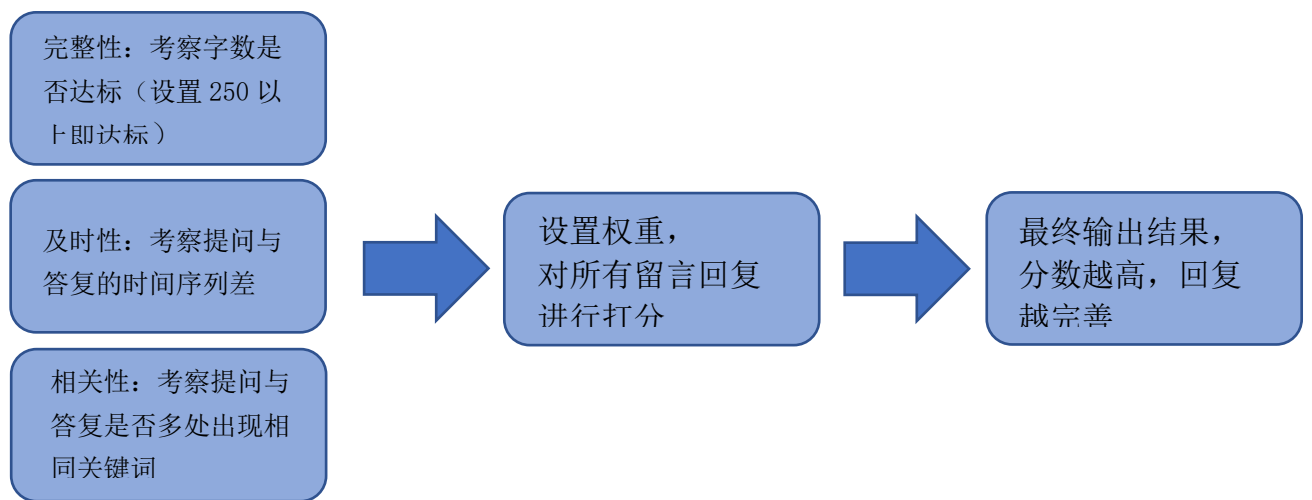 完整性：考察字数是
否达标（设置 250 以
上即达标）
及时性：考察提问与
答复的时间序列差
相关性：考察提问与
答复是否多处出现相
同关键词
设置权重，
对所有留言回复
进行打分
最终输出结果，
分数越高，回复
越完善